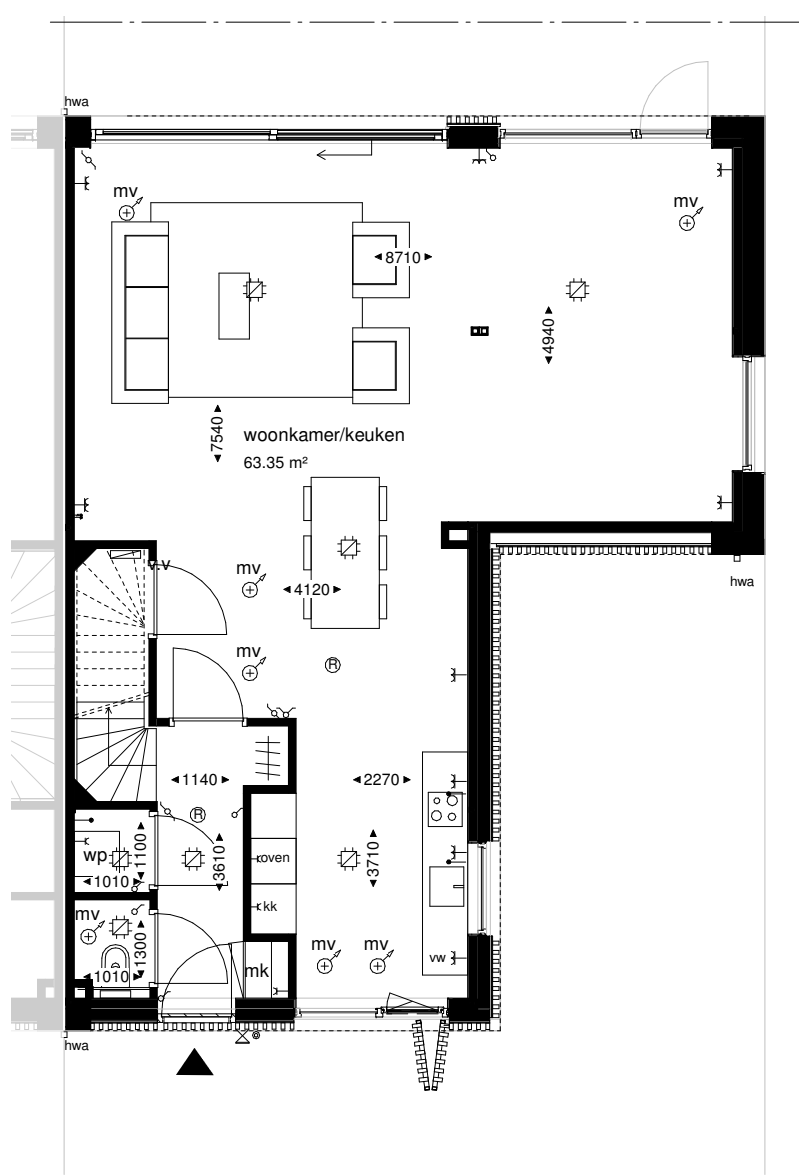 hwa
mv
mv
8710
4940
7540
woonkamer/keuken
63.35 m²
v.v
mv
4120
hwa
mv
R
1140
2270
R
1100
3610
3710
wp
oven
1010
kk
mv
1300
mv
mv
vw
1010
mk
hwa